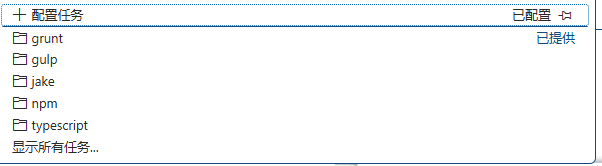 配置任务 已配置
grunt 已提供
gulp
jake
npm
typescript
显示所有任务...